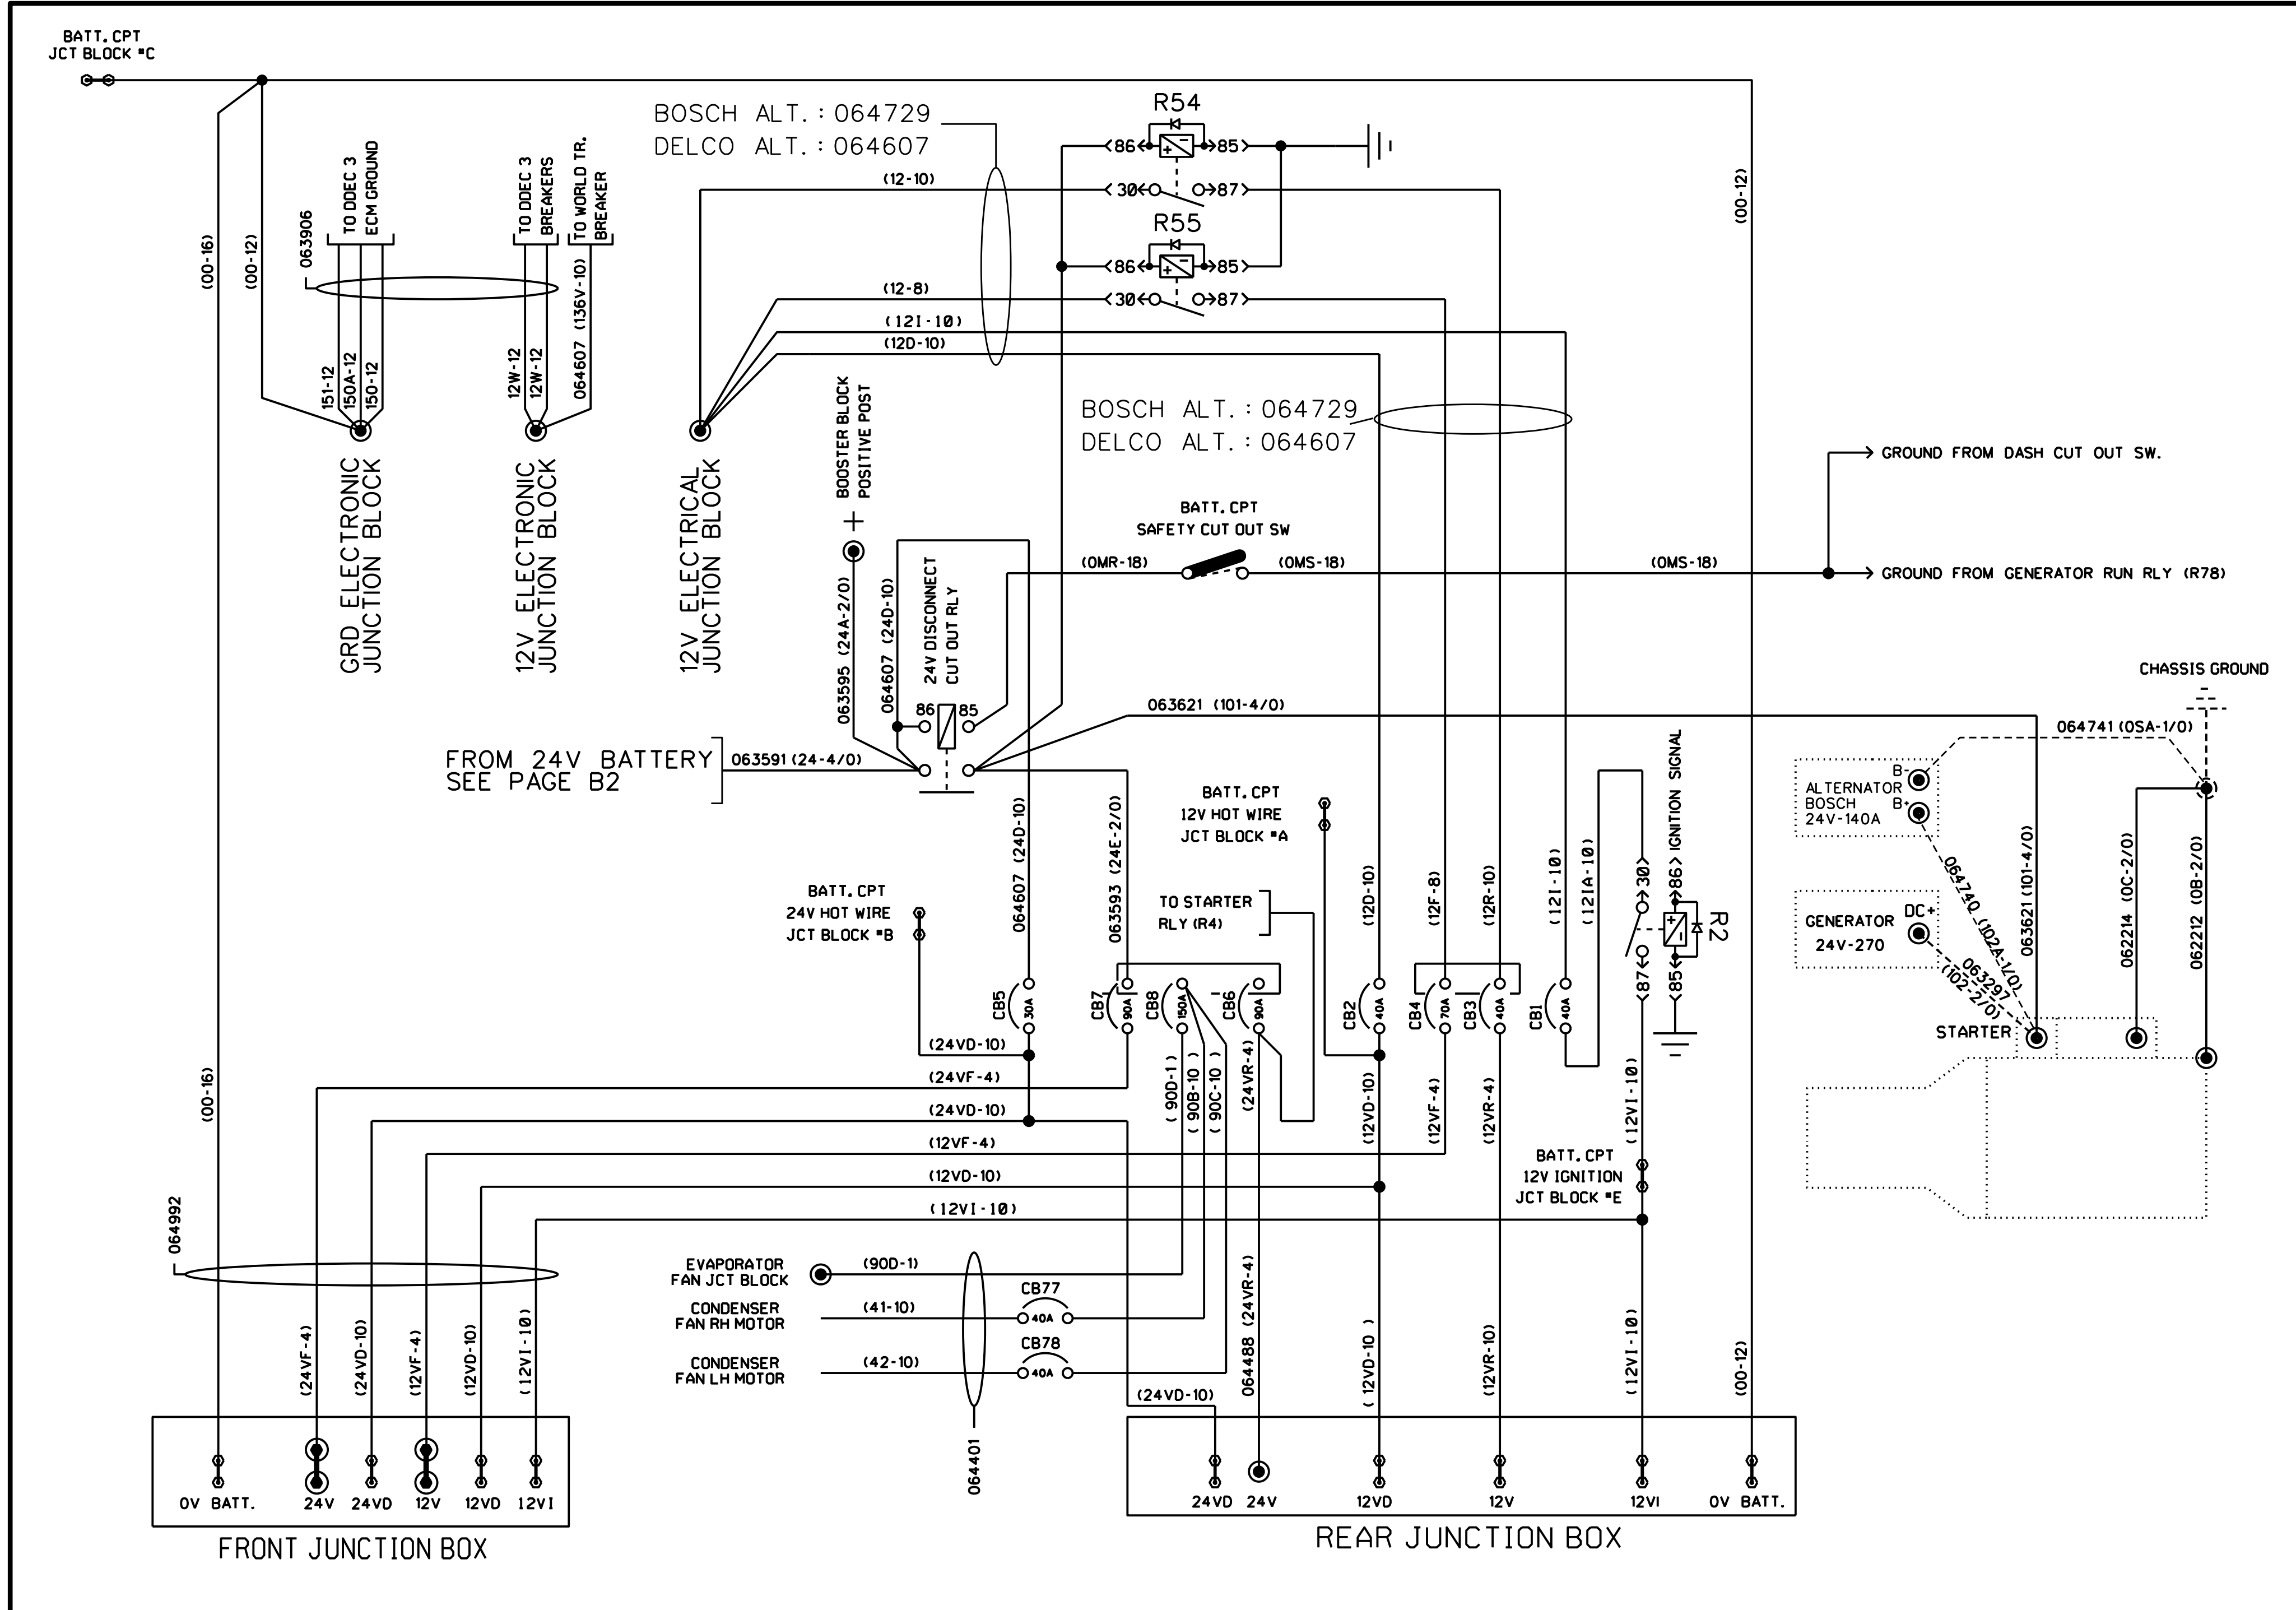 BATT. CPT
JCT BLOCK "C
BOSCH ALT. : 064729
DELCO ALT. : 064607
R54
86
85
(12-10)
30
87
R55
86
85
(12-8)
30
87
(12I-10)
(12D-10)
(00-16)
(00-12)
063906
TO DDEC 3
ECM GROUND
151-12
150A-12
150-12
TO DDEC 3
BREAKERS
TO WORLD TR.
BREAKER
12W-12
12W-12
064607 (136V-10)
(00-12)
GRD ELECTRONIC
JUNCTION BLOCK
12V ELECTRONIC
JUNCTION BLOCK
12V ELECTRICAL
JUNCTION BLOCK
BOOSTER BLOCK
POSITIVE POST
+
BOSCH ALT. : 064729
DELCO ALT. : 064607
GROUND FROM DASH CUT OUT SW.
BATT. CPT
SAFETY CUT OUT SW
(0MR-18)
(0MS-18)
(0MS-18)
GROUND FROM GENERATOR RUN RLY (R78)
063595 (24A-2/0)
064607 (24D-10)
24V DISCONNECT
CUT OUT RLY
86
85
FROM 24V BATTERY
SEE PAGE B2
063591 (24-4/0)
063621 (101-4/0)
CHASSIS GROUND
064741 (0SA-1/0)
B-
ALTERNATOR
BOSCH B+
24V-140A
GENERATOR DC+
24V-270
064740 (102A-1/0)
063297
(102-2/0)
063621 (101-4/0)
062214 (0C-2/0)
062212 (0B-2/0)
STARTER
BATT. CPT
12V HOT WIRE
JCT BLOCK "A
BATT. CPT
24V HOT WIRE
JCT BLOCK "B
TO STARTER
RLY (R4)
064607 (24D-10)
063593 (24E-2/0)
(12D-10)
(12F-8)
(12R-10)
(12I-10)
(12IA-10)
IGNITION SIGNAL
30
86
87
85
R2
CB5
30A
CB7
90A
CB8
150A
CB6
90A
CB2
40A
CB4
70A
CB3
40A
CB1
40A
(24VD-10)
(24VF-4)
(24VD-10)
(12VF-4)
(12VD-10)
(12VI-10)
(90D-1)
(90B-10)
(90C-10)
(24VR-4)
(12VD-10)
(12VF-4)
(12VR-4)
(12VI-10)
BATT. CPT
12V IGNITION
JCT BLOCK "E
(00-16)
064992
EVAPORATOR
FAN JCT BLOCK
(90D-1)
CONDENSER
FAN RH MOTOR
(41-10)
CB77
40A
CONDENSER
FAN LH MOTOR
(42-10)
CB78
40A
064401
(24VF-4)
(24VD-10)
(12VF-4)
(12VD-10)
(12VI-10)
(24VD-10)
064488 (24VR-4)
(12VD-10)
(12VR-10)
(12VI-10)
(00-12)
0V BATT.
24V
24VD
12V
12VD
12VI
FRONT JUNCTION BOX
24VD
24V
12VD
12V
12VI
0V BATT.
REAR JUNCTION BOX